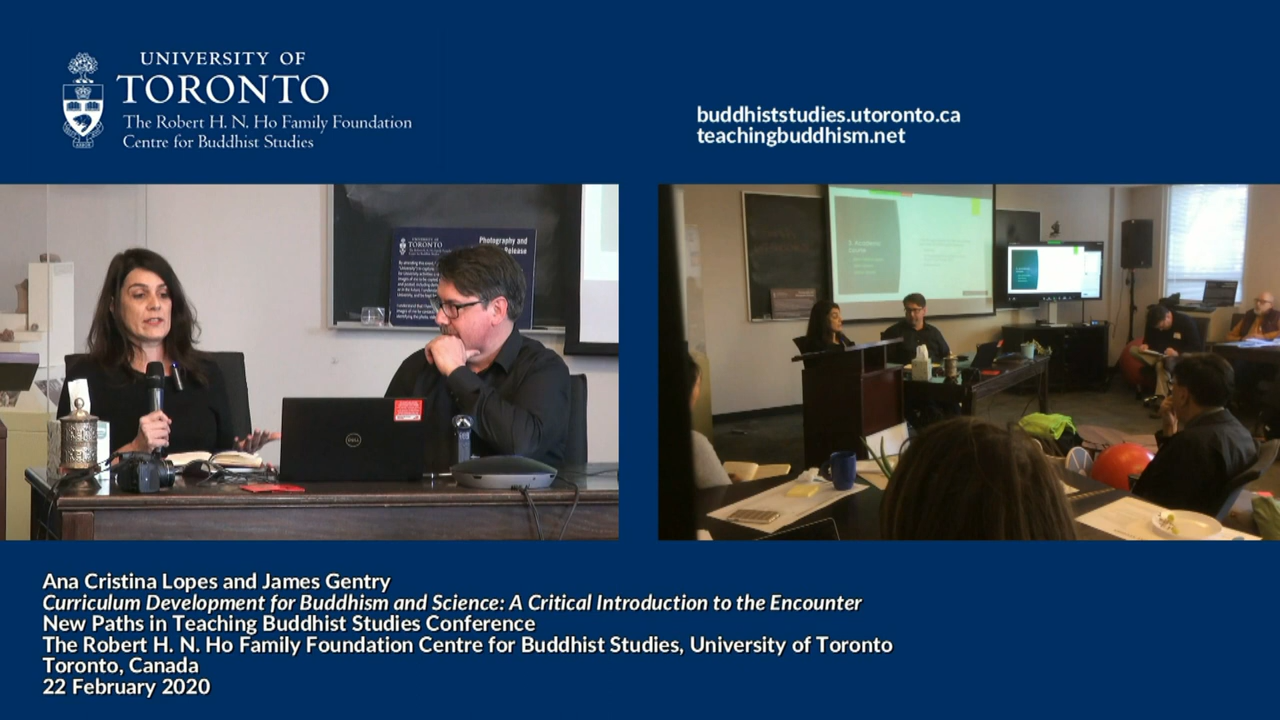 UNIVERSITY OF
TORONTO
The Robert H. N. Ho Family Foundation
Centre for Buddhist Studies
buddhiststudies.utoronto.ca
teachingbuddhism.net
UNIVERSITY OF
TORONTO
Photography and
Release
DELL
Ana Cristina Lopes and James Gentry
Curriculum Development for Buddhism and Science: A Critical Introduction to the Encounter
New Paths in Teaching Buddhist Studies Conference
The Robert H. N. Ho Family Foundation Centre for Buddhist Studies, University of Toronto
Toronto, Canada
22 February 2020